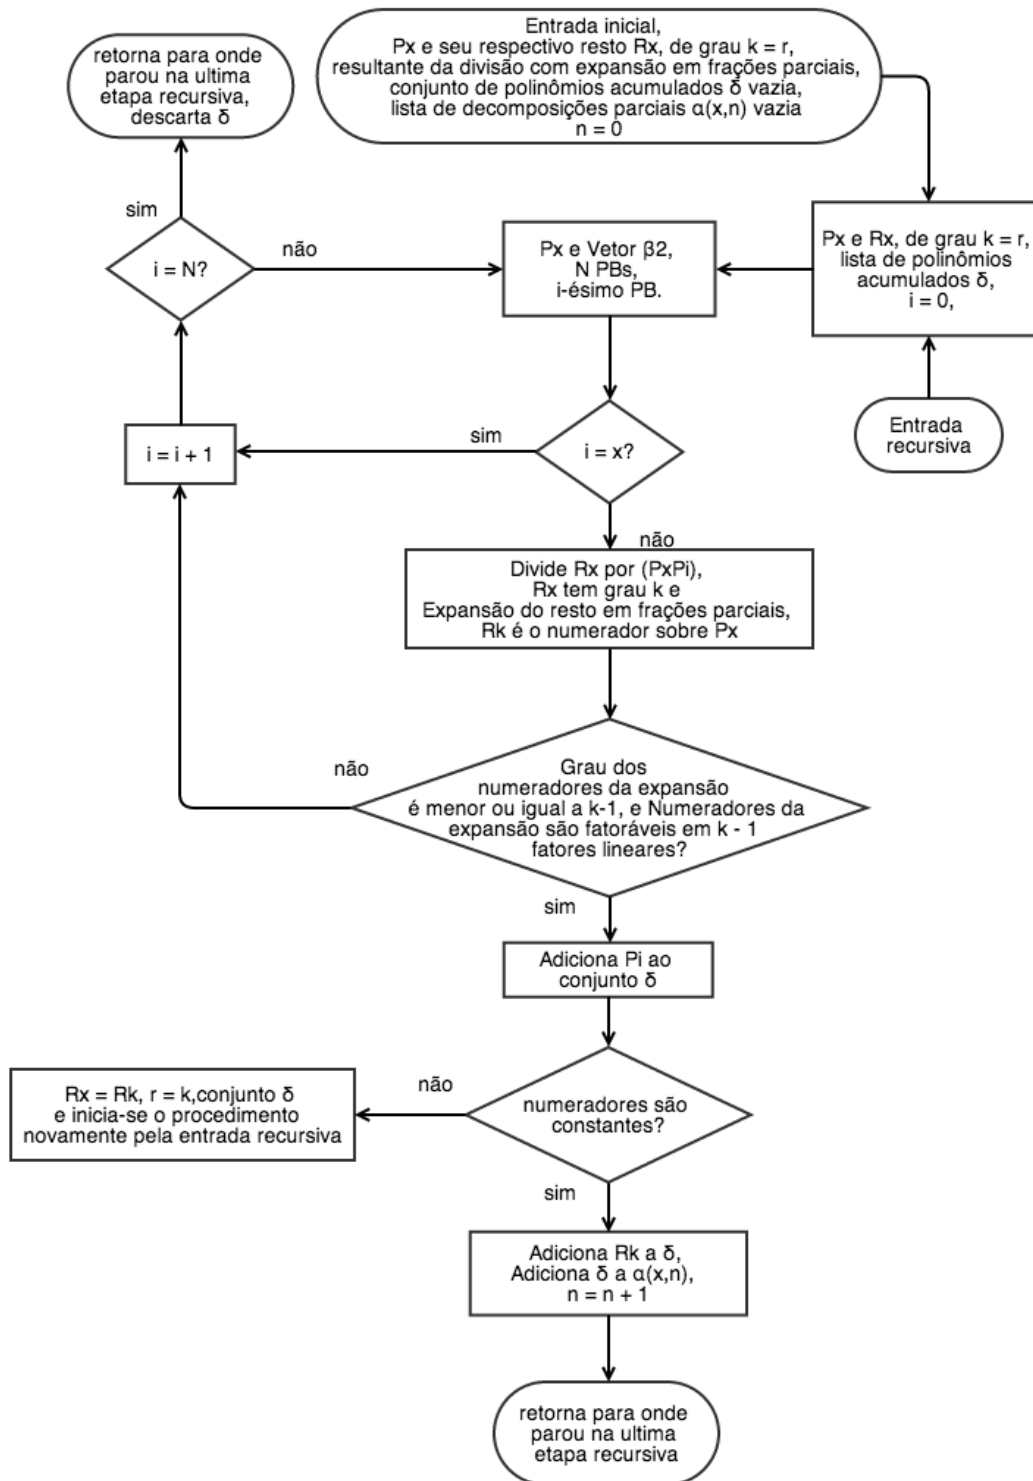 Entrada inicial,
Px e seu respectivo resto Rx, de grau k = r,
resultante da divisão com expansão em frações parciais,
conjunto de polinômios acumulados δ vazia,
lista de decomposições parciais α(x,n) vazia
n = 0
retorna para onde
parou na ultima
etapa recursiva,
descarta δ
sim
i = N?
não
Px e Vetor β2,
N PBs,
i-ésimo PB.
Px e Rx, de grau k = r,
lista de polinômios
acumulados δ,
i = 0,
Entrada
recursiva
i = i + 1
sim
i = x?
não
Divide Rx por (PxPi),
Rx tem grau k e
Expansão do resto em frações parciais,
Rk é o numerador sobre Px
não
Grau dos
numeradores da expansão
é menor ou igual a k-1, e Numeradores da
expansão são fatoráveis em k - 1
fatores lineares?
sim
Adiciona Pi ao
conjunto δ
Rx = Rk, r = k,conjunto δ
e inicia-se o procedimento
novamente pela entrada recursiva
não
numeradores são
constantes?
sim
Adiciona Rk a δ,
Adiciona δ a α(x,n),
n = n + 1
retorna para onde
parou na ultima
etapa recursiva